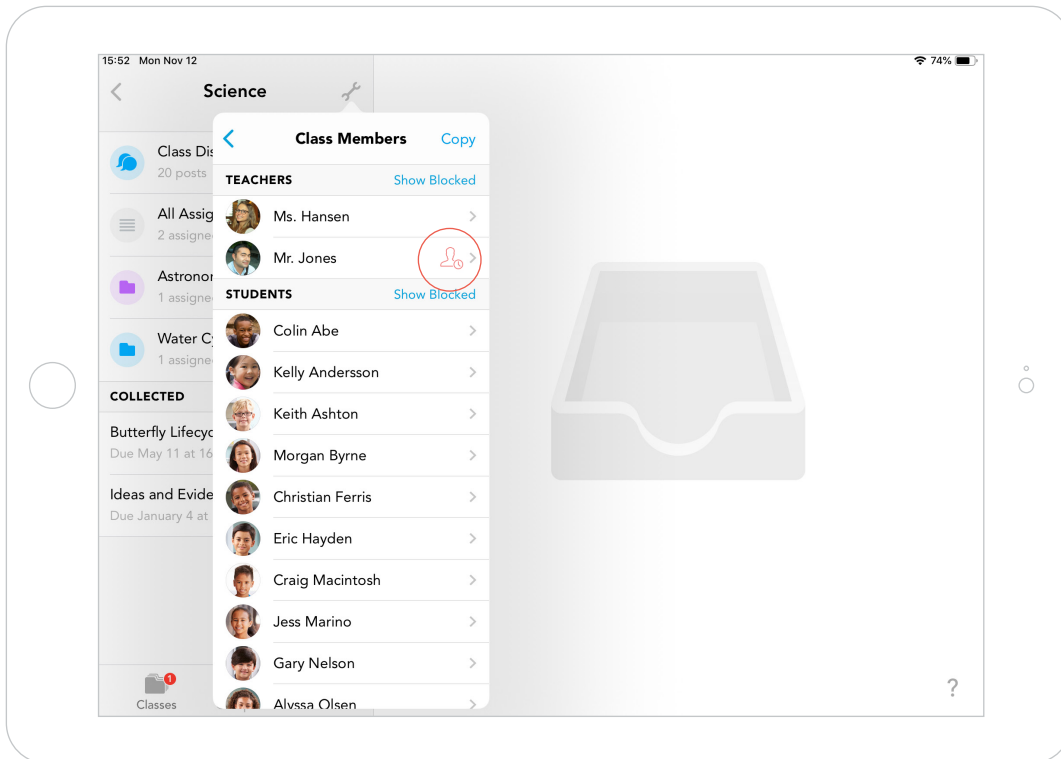 15:52 Mon Nov 12
74%
Science
Class Members
Copy
Class Dis
20 posts
TEACHERS
Show Blocked
Ms. Hansen
All Assig
2 assigne
Mr. Jones
Astronor
1 assigne
STUDENTS
Show Blocked
Colin Abe
Water Cy
1 assigne
Kelly Andersson
COLLECTED
Keith Ashton
Butterfly Lifecyc
Due May 11 at 16
Morgan Byrne
Ideas and Evide
Due January 4 at
Christian Ferris
Eric Hayden
Craig Macintosh
Jess Marino
Gary Nelson
1
Classes
Alyssa Olsen
?